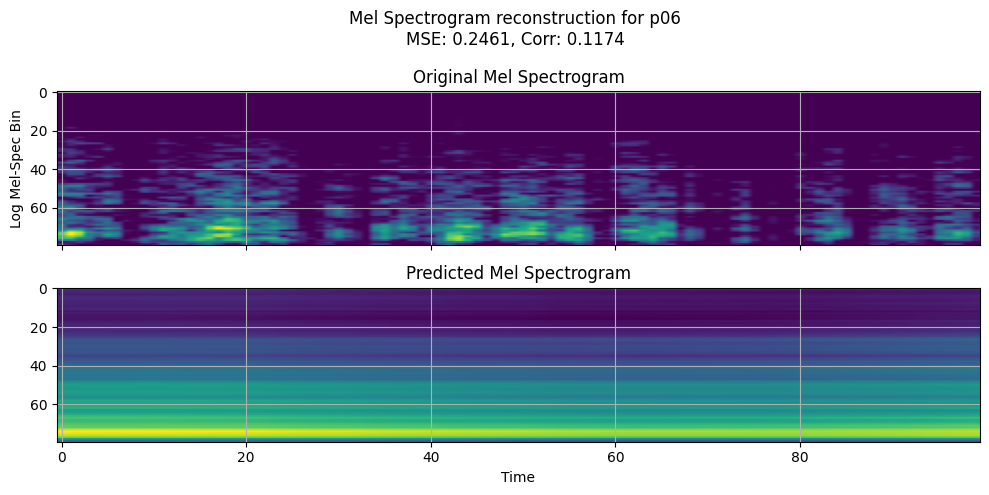 Mel Spectrogram reconstruction for p06
MSE: 0.2461, Corr: 0.1174
Original Mel Spectrogram
Log Mel-Spec Bin
0
20
40
60
Predicted Mel Spectrogram
0
20
40
60
0 20 40 60 80
Time